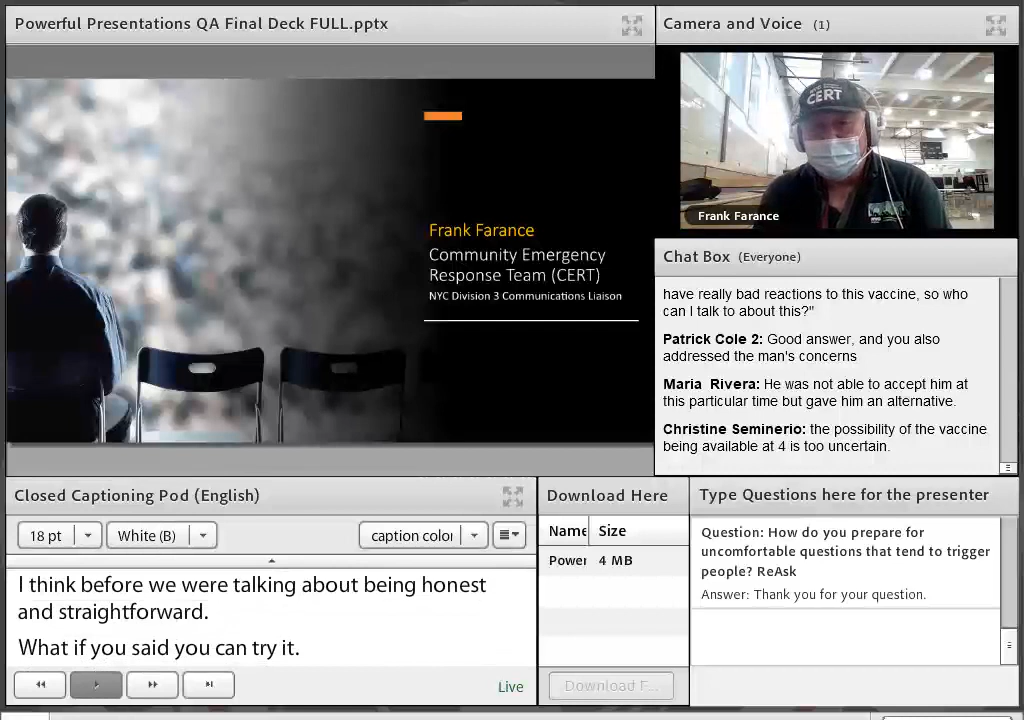 Powerful Presentations QA Final Deck FULL.pptx
Frank Farance
Community Emergency
Response Team (CERT)
NYC Division 3 Communications Liaison
Camera and Voice (1)
CERT
Frank Farance
Chat Box (Everyone)
have really bad reactions to this vaccine, so who
can I talk to about this?"
Patrick Cole 2: Good answer, and you also
addressed the man's concerns
Maria Rivera: He was not able to accept him at
this particular time but gave him an alternative.
Christine Seminerio: the possibility of the vaccine
being available at 4 is too uncertain.
Closed Captioning Pod (English)
18 pt
White (B)
caption color
I think before we were talking about being honest
and straightforward.
What if you said you can try it.
Live
Download Here
Name Size
Power 4 MB
Download F...
Type Questions here for the presenter
Question: How do you prepare for
uncomfortable questions that tend to trigger
people? ReAsk
Answer: Thank you for your question.